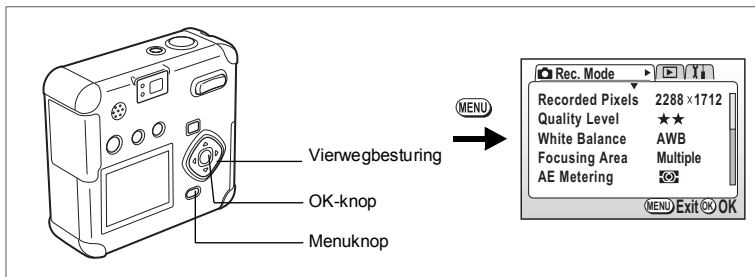 Vierwegbesturing
OK-knop
Menuknop
MENU
Rec. Mode
Recorded Pixels 2288 x 1712
Quality Level ★★
White Balance AWB
Focusing Area Multiple
AE Metering
MENU Exit OK OK